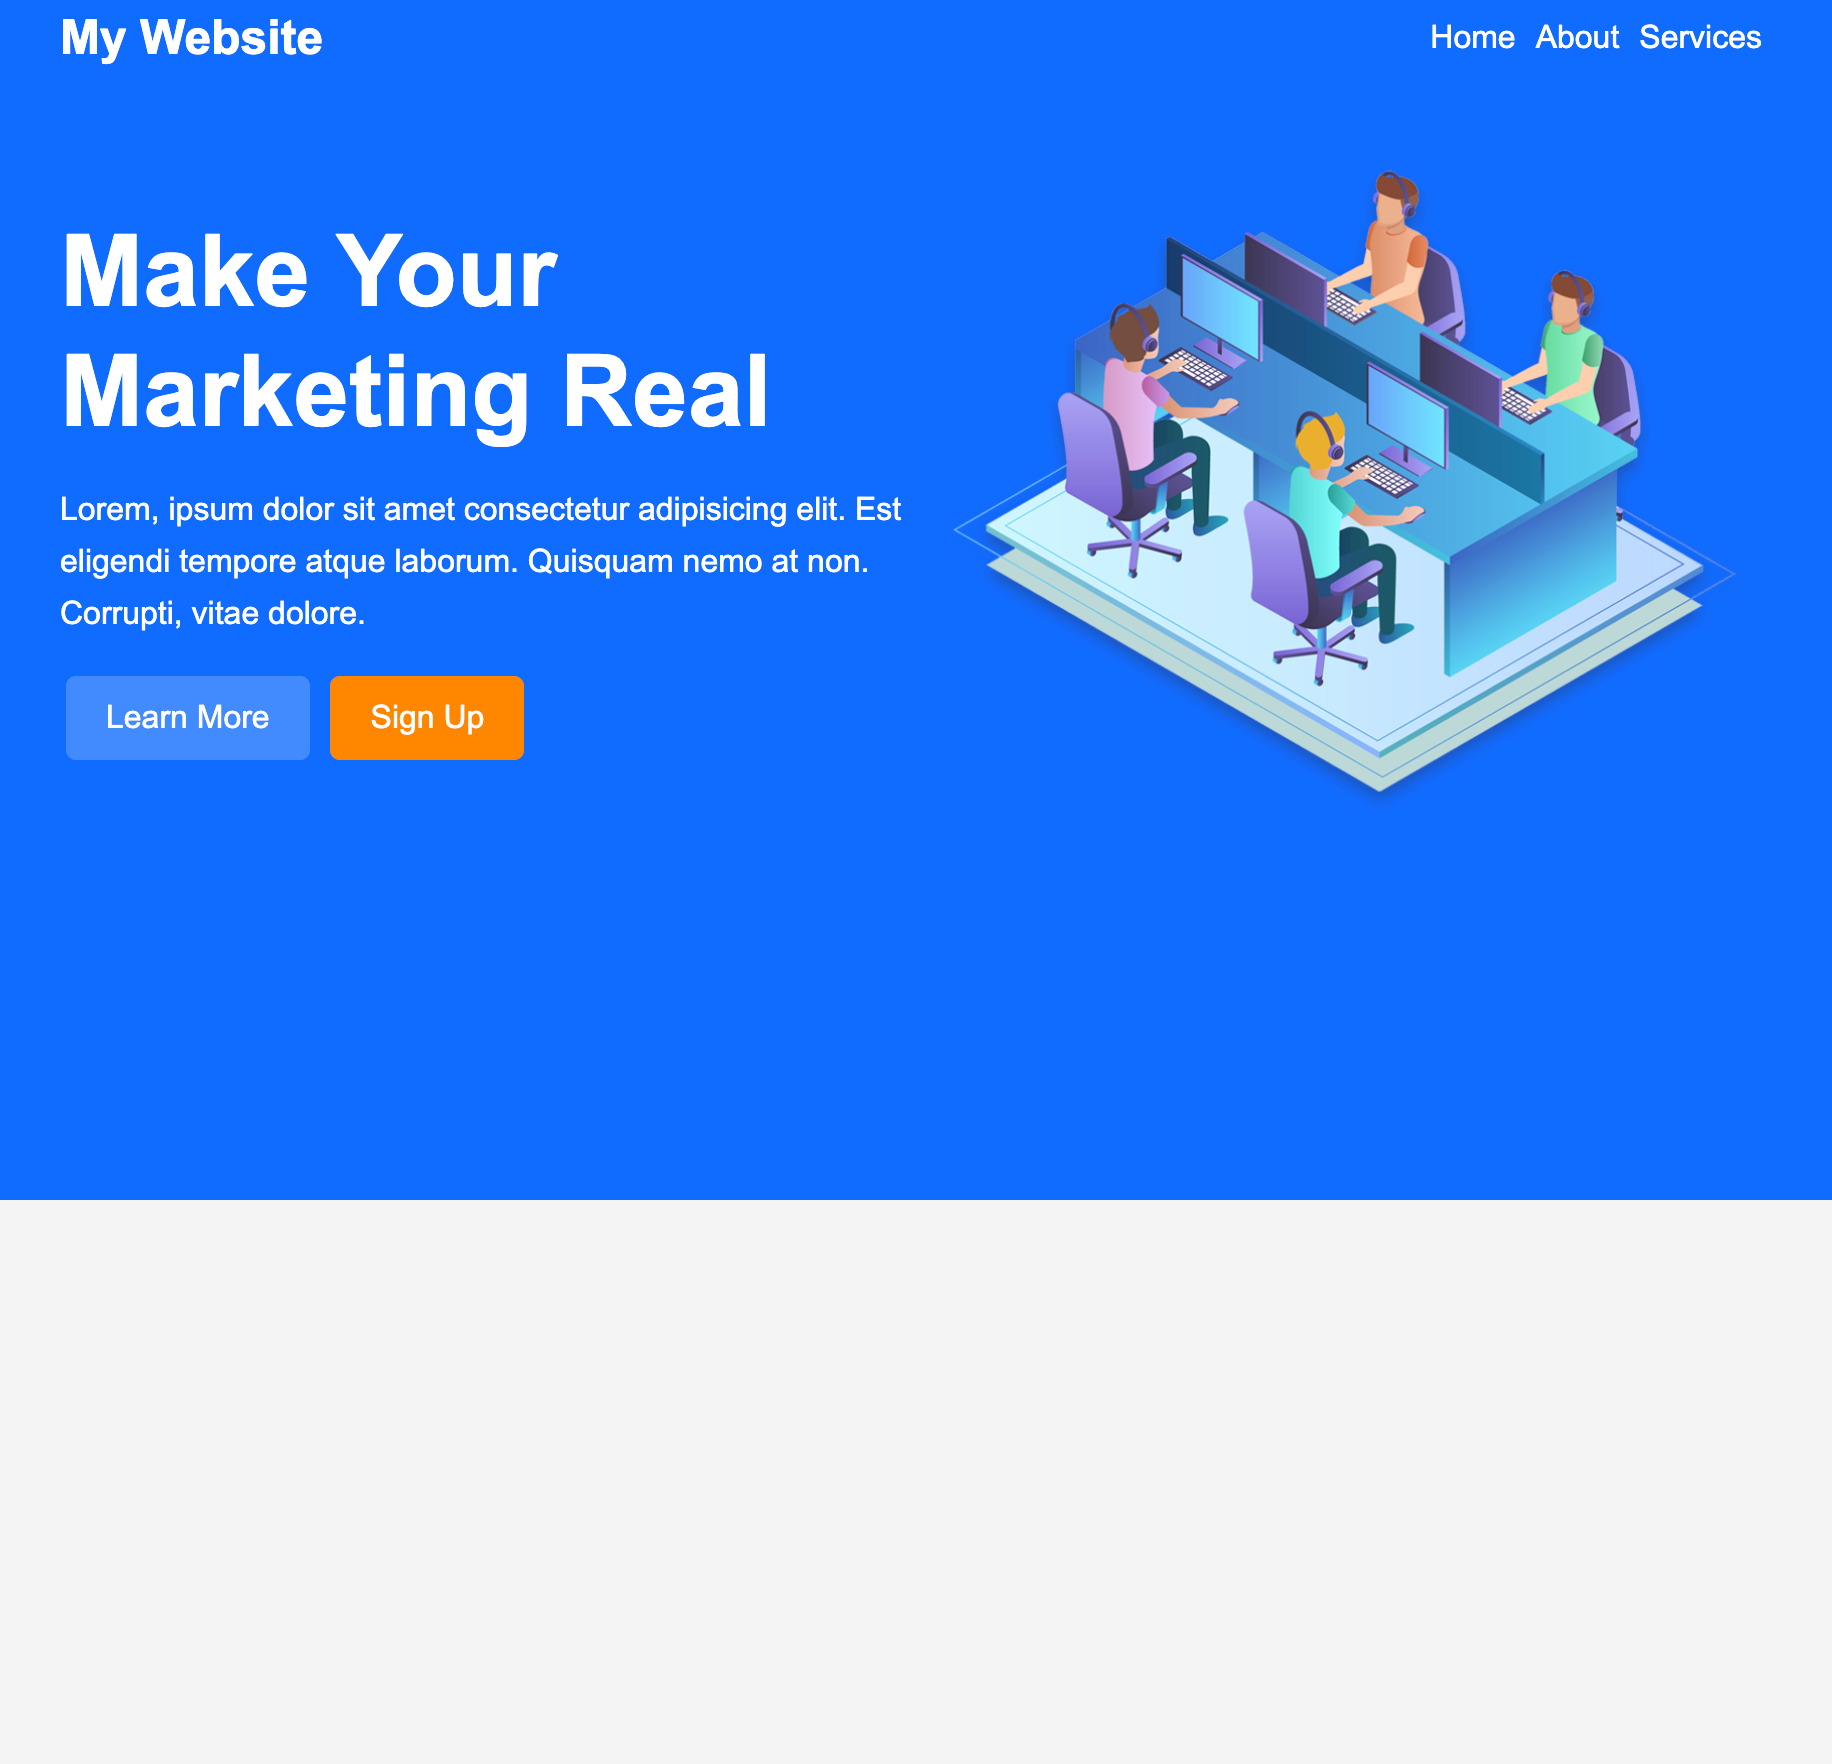 My Website
Home About Services
Make Your
Marketing Real
Lorem, ipsum dolor sit amet consectetur adipisicing elit. Est
eligendi tempore atque laborum. Quisquam nemo at non.
Corrupti, vitae dolore.
Learn More Sign Up